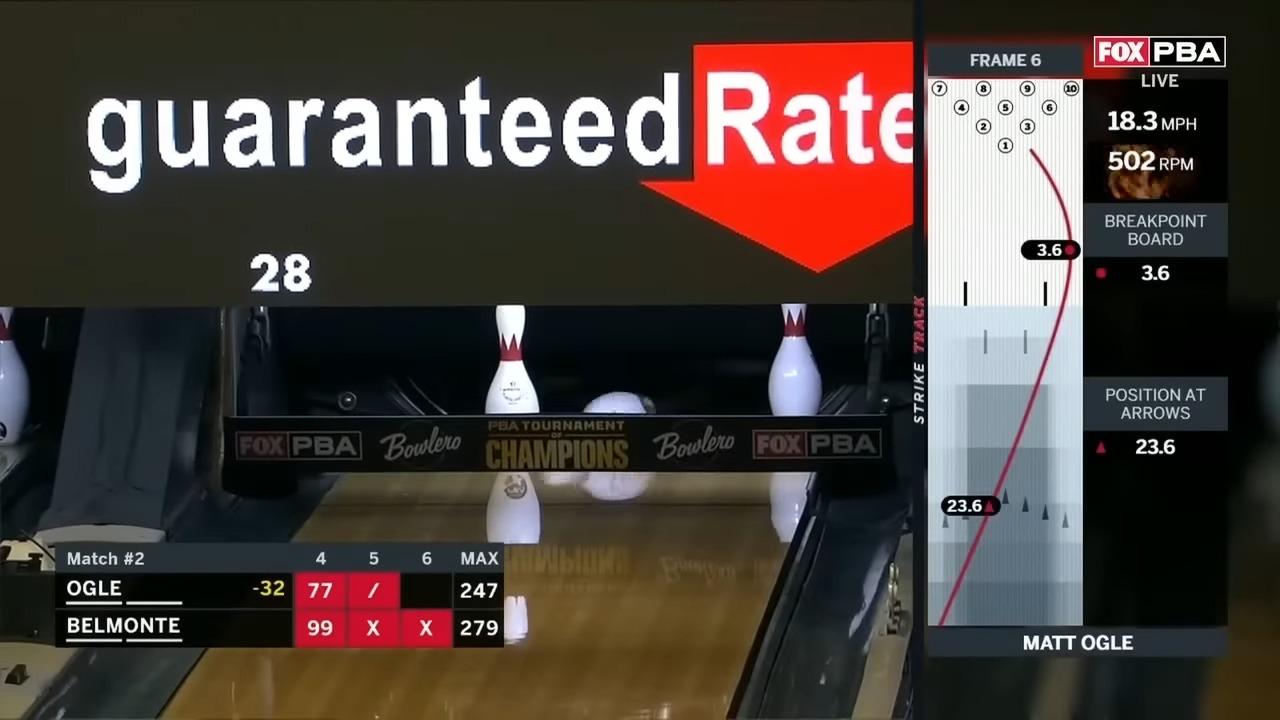 guaranteed Rate
28
FOX PBA Bowlero PBA TOURNAMENT OF CHAMPIONS Bowlero FOX PBA
Match #2 4 5 6 MAX
OGLE -32 77 / 247
BELMONTE 99 X X 279
STRIKE TRACK
FRAME 6
7 8 9 10
4 5 6
2 3
1
3.6
23.6
MATT OGLE
FOX PBA
LIVE
18.3 MPH
502 RPM
BREAKPOINT
BOARD
3.6
POSITION AT
ARROWS
23.6